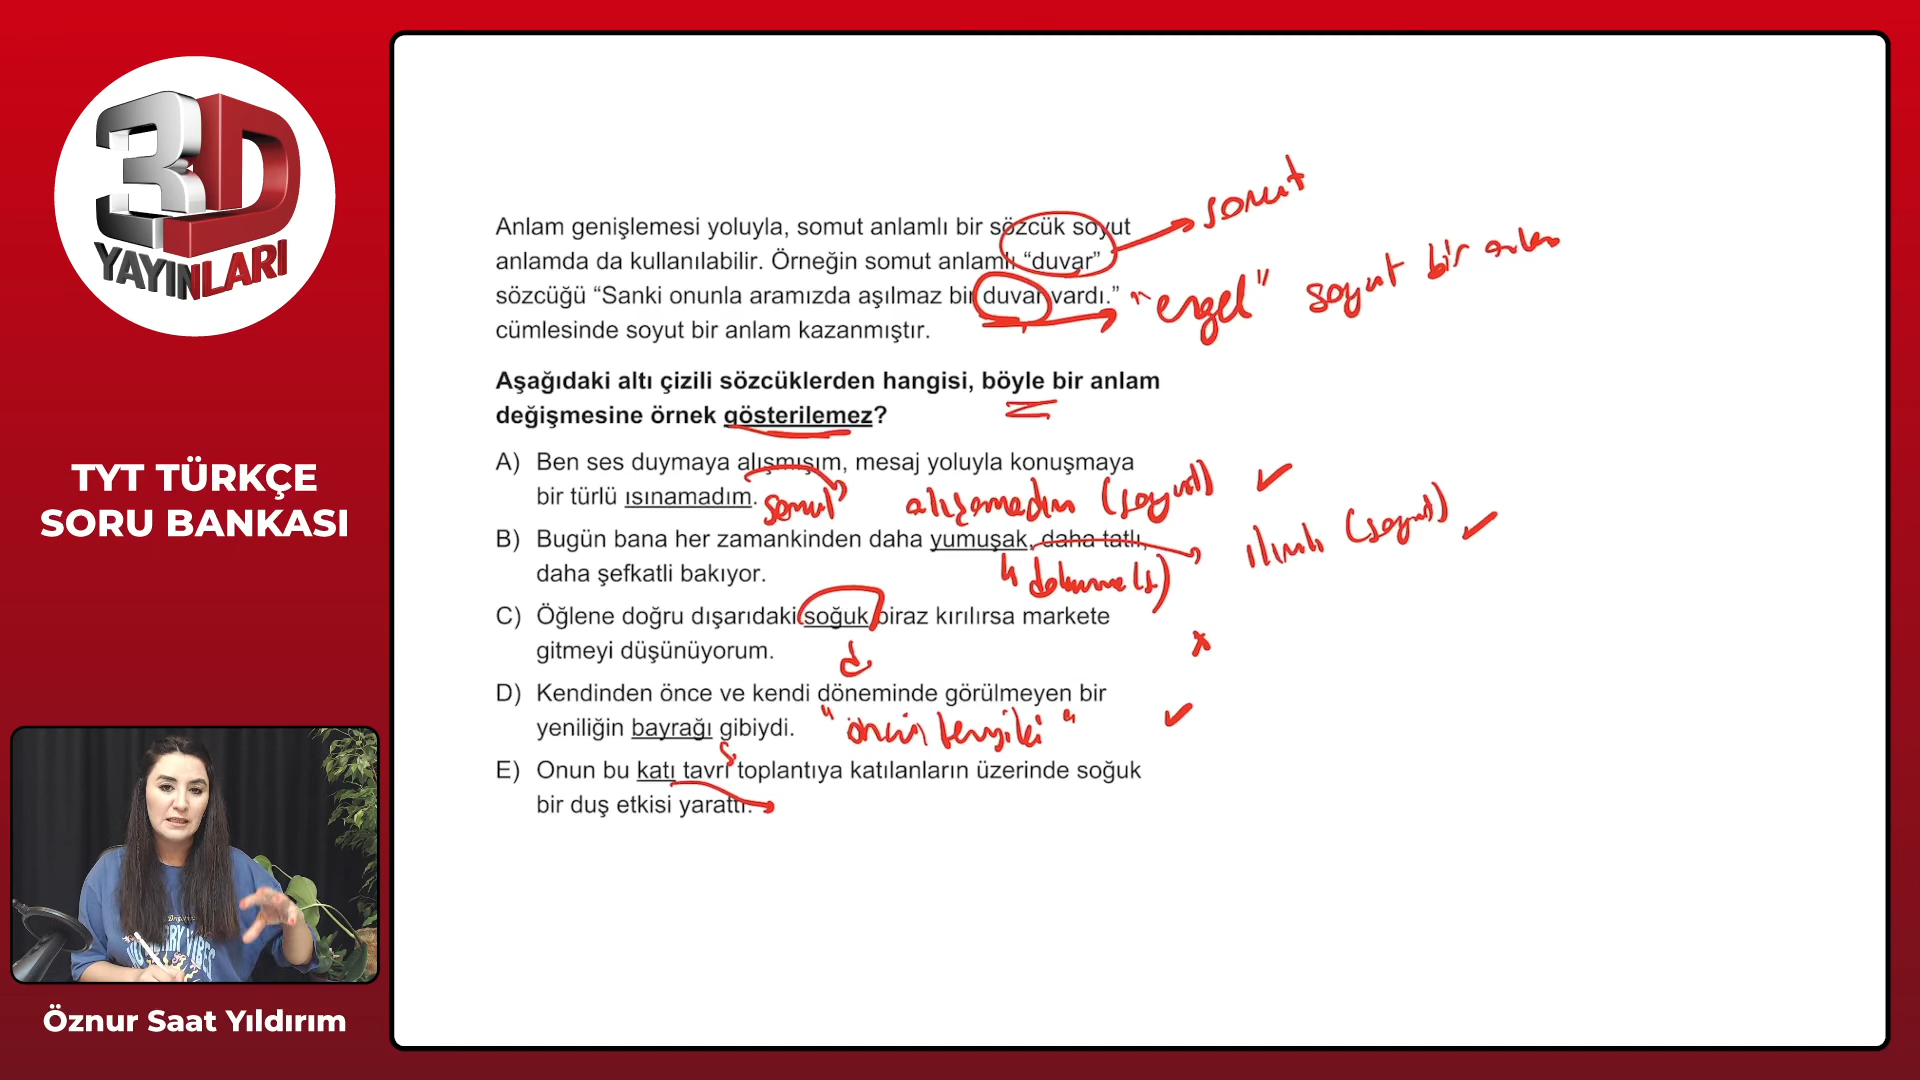 3D
YAYINLARI
TYT TÜRKÇE
SORU BANKASI
Öznur Saat Yıldırım
Anlam genişlemesi yoluyla, somut anlamlı bir sözcük soyut
anlamda da kullanılabilir. Örneğin somut anlamlı “duvar”
sözcüğü “Sanki onunla aramızda aşılmaz bir duvar vardı.”
cümlesinde soyut bir anlam kazanmıştır.
somut
"engel" soyut bir anlam
Aşağıdaki altı çizili sözcüklerden hangisi, böyle bir anlam
değişmesine örnek gösterilemez?
A) Ben ses duymaya alışmışım, mesaj yoluyla konuşmaya
bir türlü ısınamadım.
somut alışamadım (soyut)
B) Bugün bana her zamankinden daha yumuşak, daha tatlı,
daha şefkatli bakıyor.
ılımlı (soyut)
C) Öğlene doğru dışarıdaki soğuk biraz kırılırsa markete
gitmeyi düşünüyorum.
D) Kendinden önce ve kendi döneminde görülmeyen bir
yeniliğin bayrağı gibiydi.
E) Onun bu katı tavrı toplantıya katılanların üzerinde soğuk
bir duş etkisi yarattı.